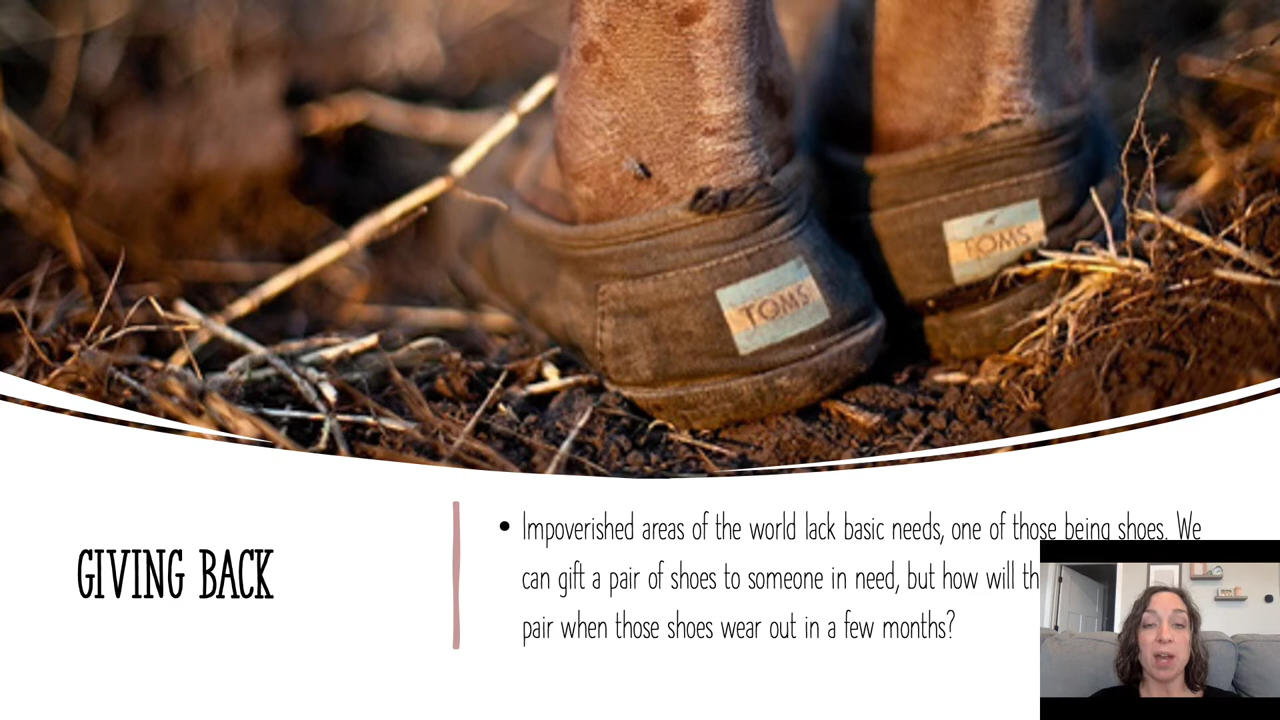 TOMS
TOMS
GIVING BACK
• Impoverished areas of the world lack basic needs, one of those being shoes. We
can gift a pair of shoes to someone in need, but how will
pair when those shoes wear out in a few months?